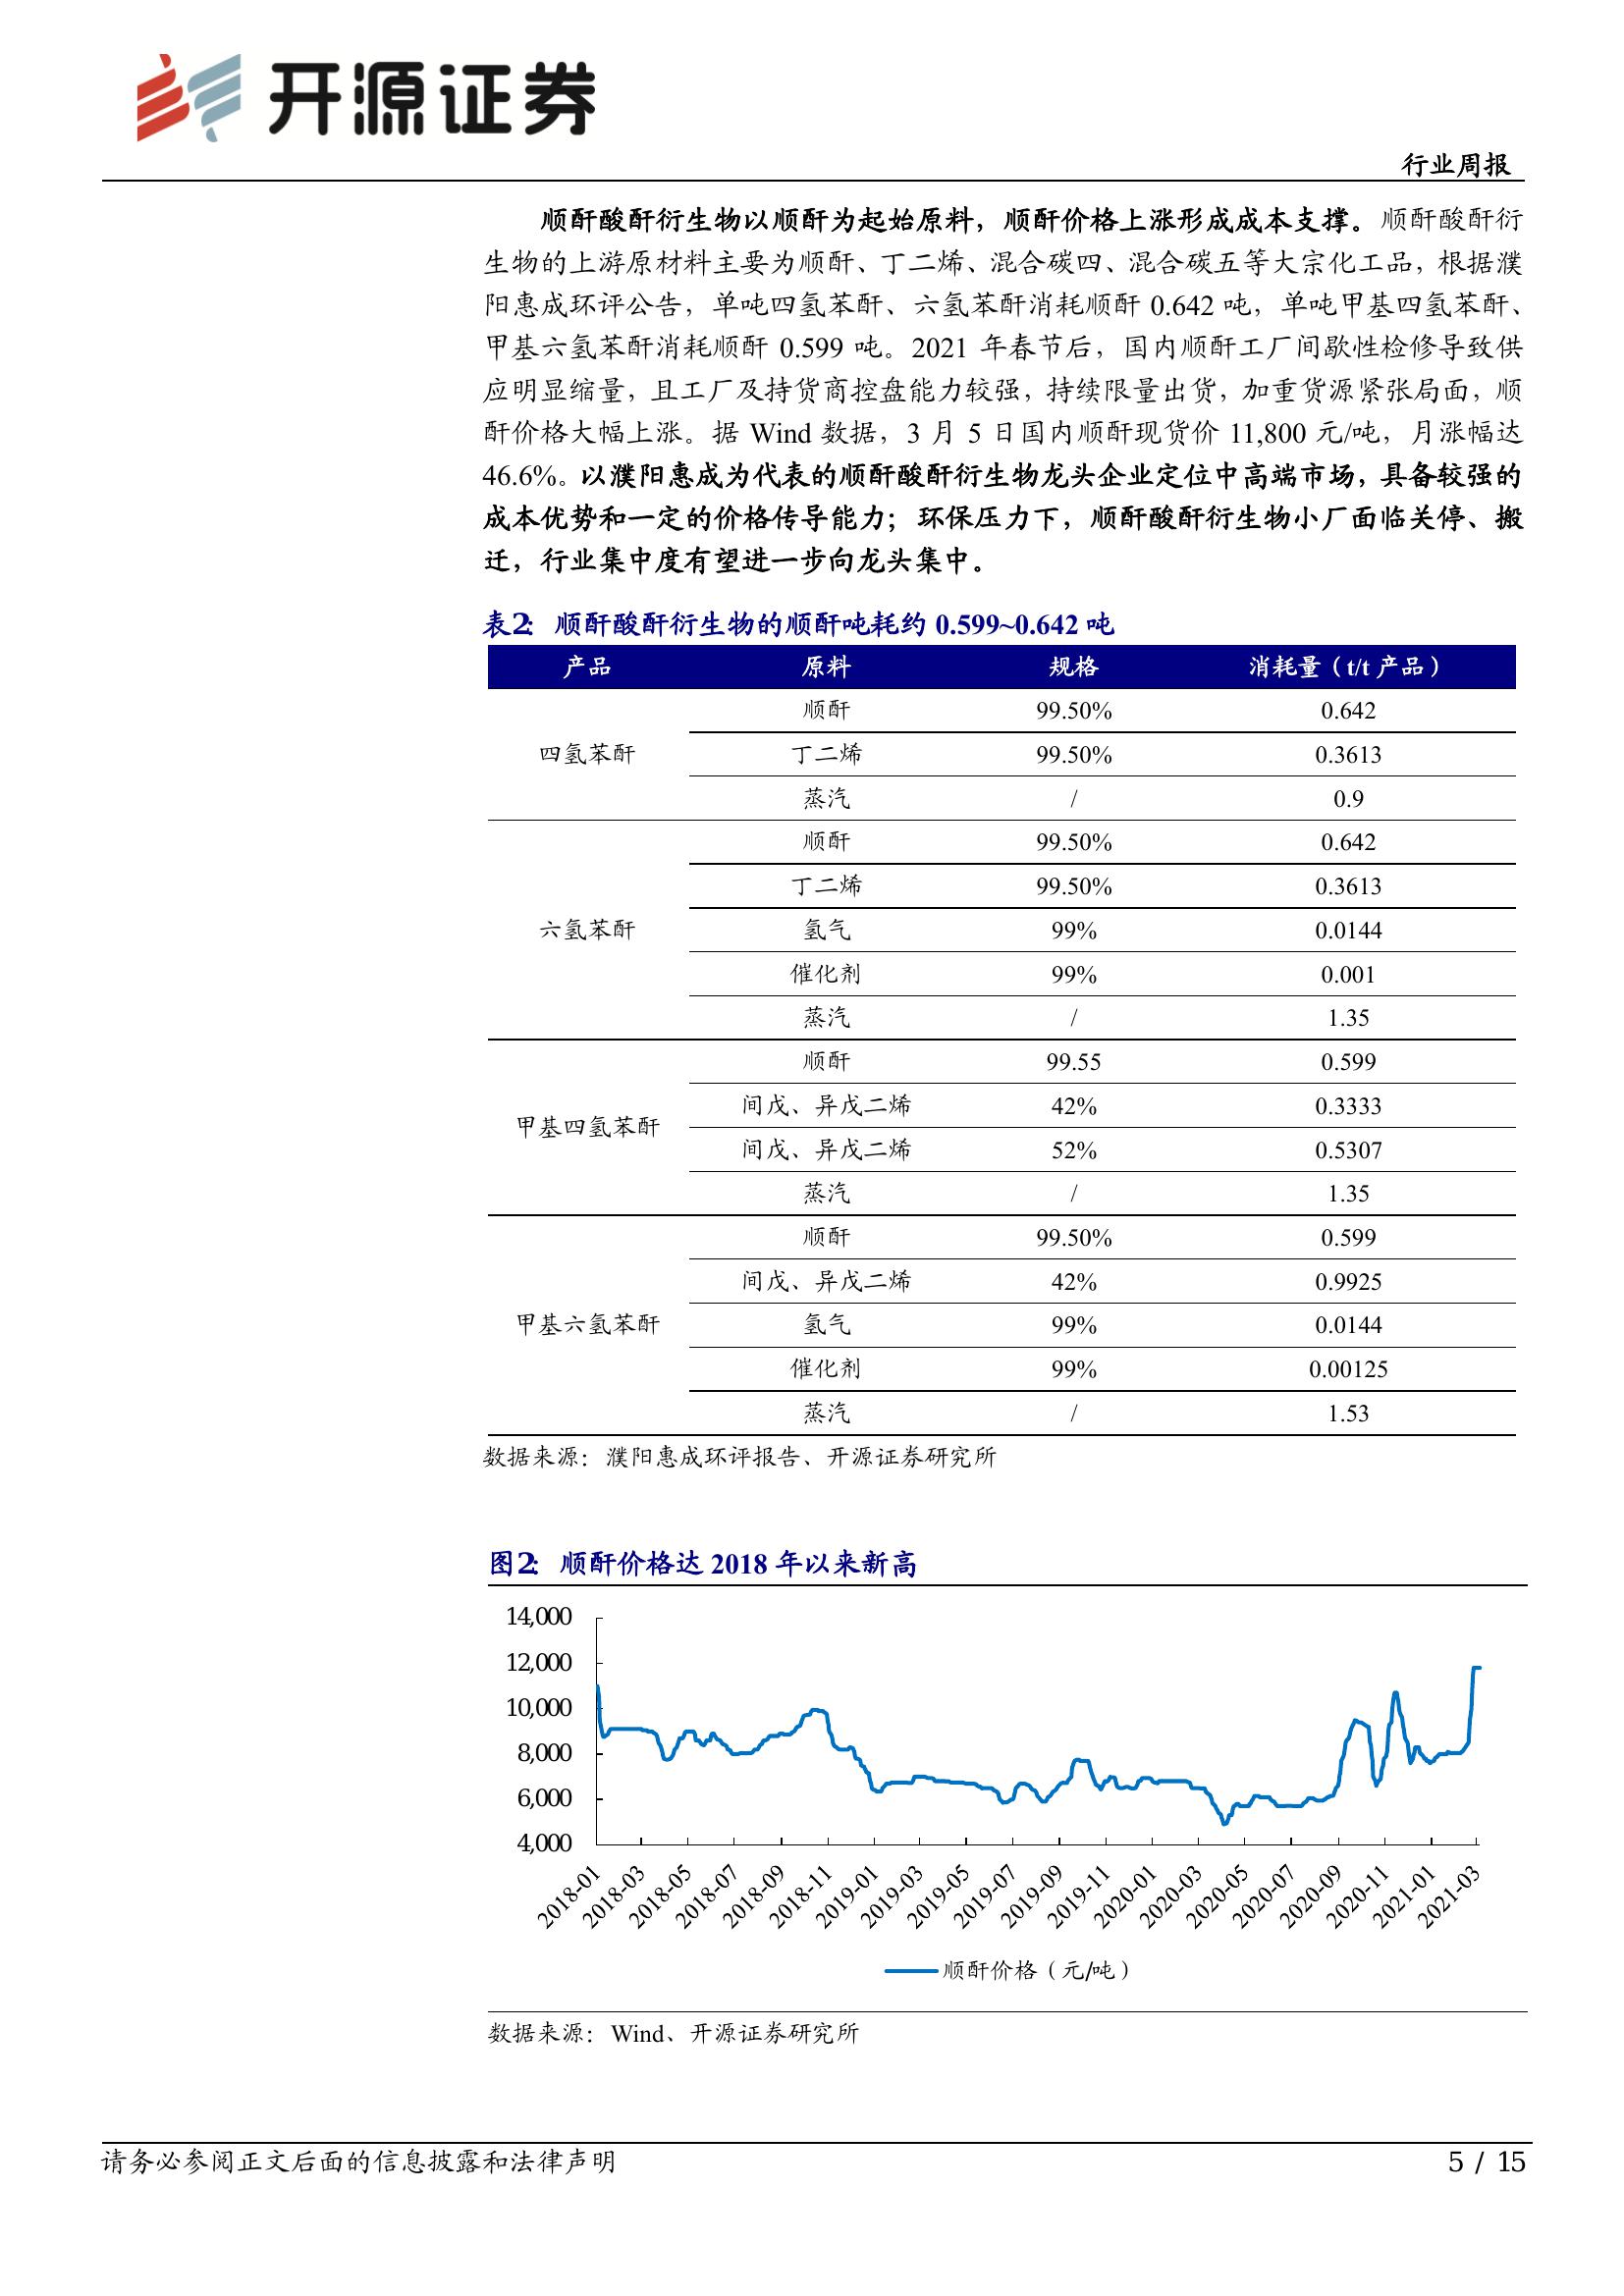 开源证券
行业周报
顺酐酸酐衍生物以顺酐为起始原料，顺酐价格上涨形成成本支撑。顺酐酸酐衍
生物的上游原材料主要为顺酐、丁二烯、混合碳四、混合碳五等大宗化工品，根据濮
阳惠成环评公告，单吨四氢苯酐、六氢苯酐消耗顺酐 0.642 吨，单吨甲基四氢苯酐、
甲基六氢苯酐消耗顺酐 0.599 吨。2021 年春节后，国内顺酐工厂间歇性检修导致供
应明显缩量，且工厂及持货商控盘能力较强，持续限量出货，加重货源紧张局面，顺
酐价格大幅上涨。据 Wind 数据，3 月 5 日国内顺酐现货价 11,800 元/吨，月涨幅达
46.6%。以濮阳惠成为代表的顺酐酸酐衍生物龙头企业定位中高端市场，具备较强的
成本优势和一定的价格传导能力；环保压力下，顺酐酸酐衍生物小厂面临关停、搬
迁，行业集中度有望进一步向龙头集中。
表2： 顺酐酸酐衍生物的顺酐吨耗约 0.599~0.642 吨
产品 原料 规格 消耗量（t/t 产品）
顺酐 99.50% 0.642
四氢苯酐 丁二烯 99.50% 0.3613
蒸汽 / 0.9
顺酐 99.50% 0.642
丁二烯 99.50% 0.3613
六氢苯酐 氢气 99% 0.0144
催化剂 99% 0.001
蒸汽 / 1.35
顺酐 99.55 0.599
间戊、异戊二烯 42% 0.3333
甲基四氢苯酐
间戊、异戊二烯 52% 0.5307
蒸汽 / 1.35
顺酐 99.50% 0.599
间戊、异戊二烯 42% 0.9925
甲基六氢苯酐 氢气 99% 0.0144
催化剂 99% 0.00125
蒸汽 / 1.53
数据来源：濮阳惠成环评报告、开源证券研究所
图2： 顺酐价格达 2018 年以来新高
14,000
12,000
10,000
8,000
6,000
4,000
2018-01 2018-03 2018-05 2018-07 2018-09 2018-11 2019-01 2019-03 2019-05 2019-07 2019-09 2019-11 2020-01 2020-03 2020-05 2020-07 2020-09 2020-11 2021-01 2021-03
顺酐价格（元/吨）
数据来源：Wind、开源证券研究所
请务必参阅正文后面的信息披露和法律声明 5 / 15